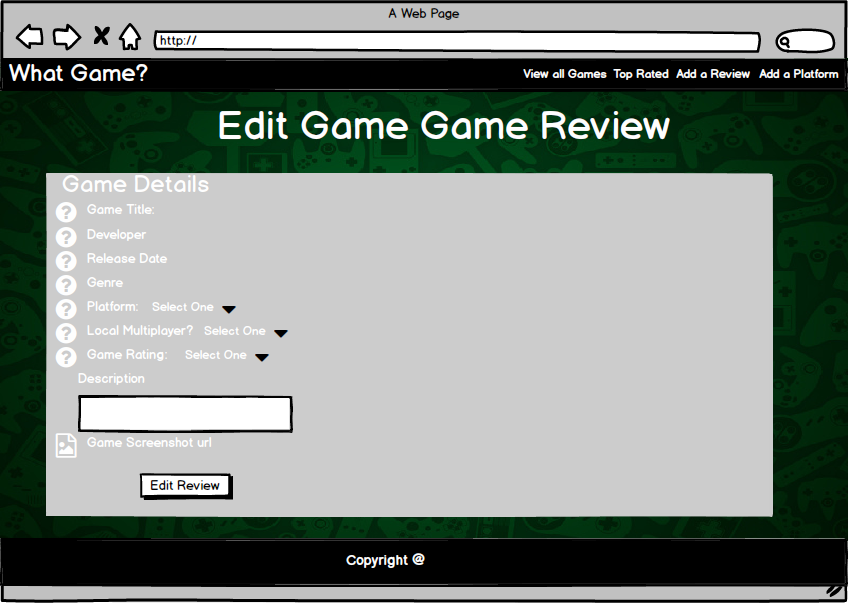 A Web Page
http://
What Game?
View all Games Top Rated Add a Review Add a Platform
Edit Game Game Review
Game Details
? Game Title:
? Developer
? Release Date
? Genre
? Platform: Select One
? Local Multiplayer? Select One
? Game Rating: Select One
Description
Game Screenshot url
Edit Review
Copyright @